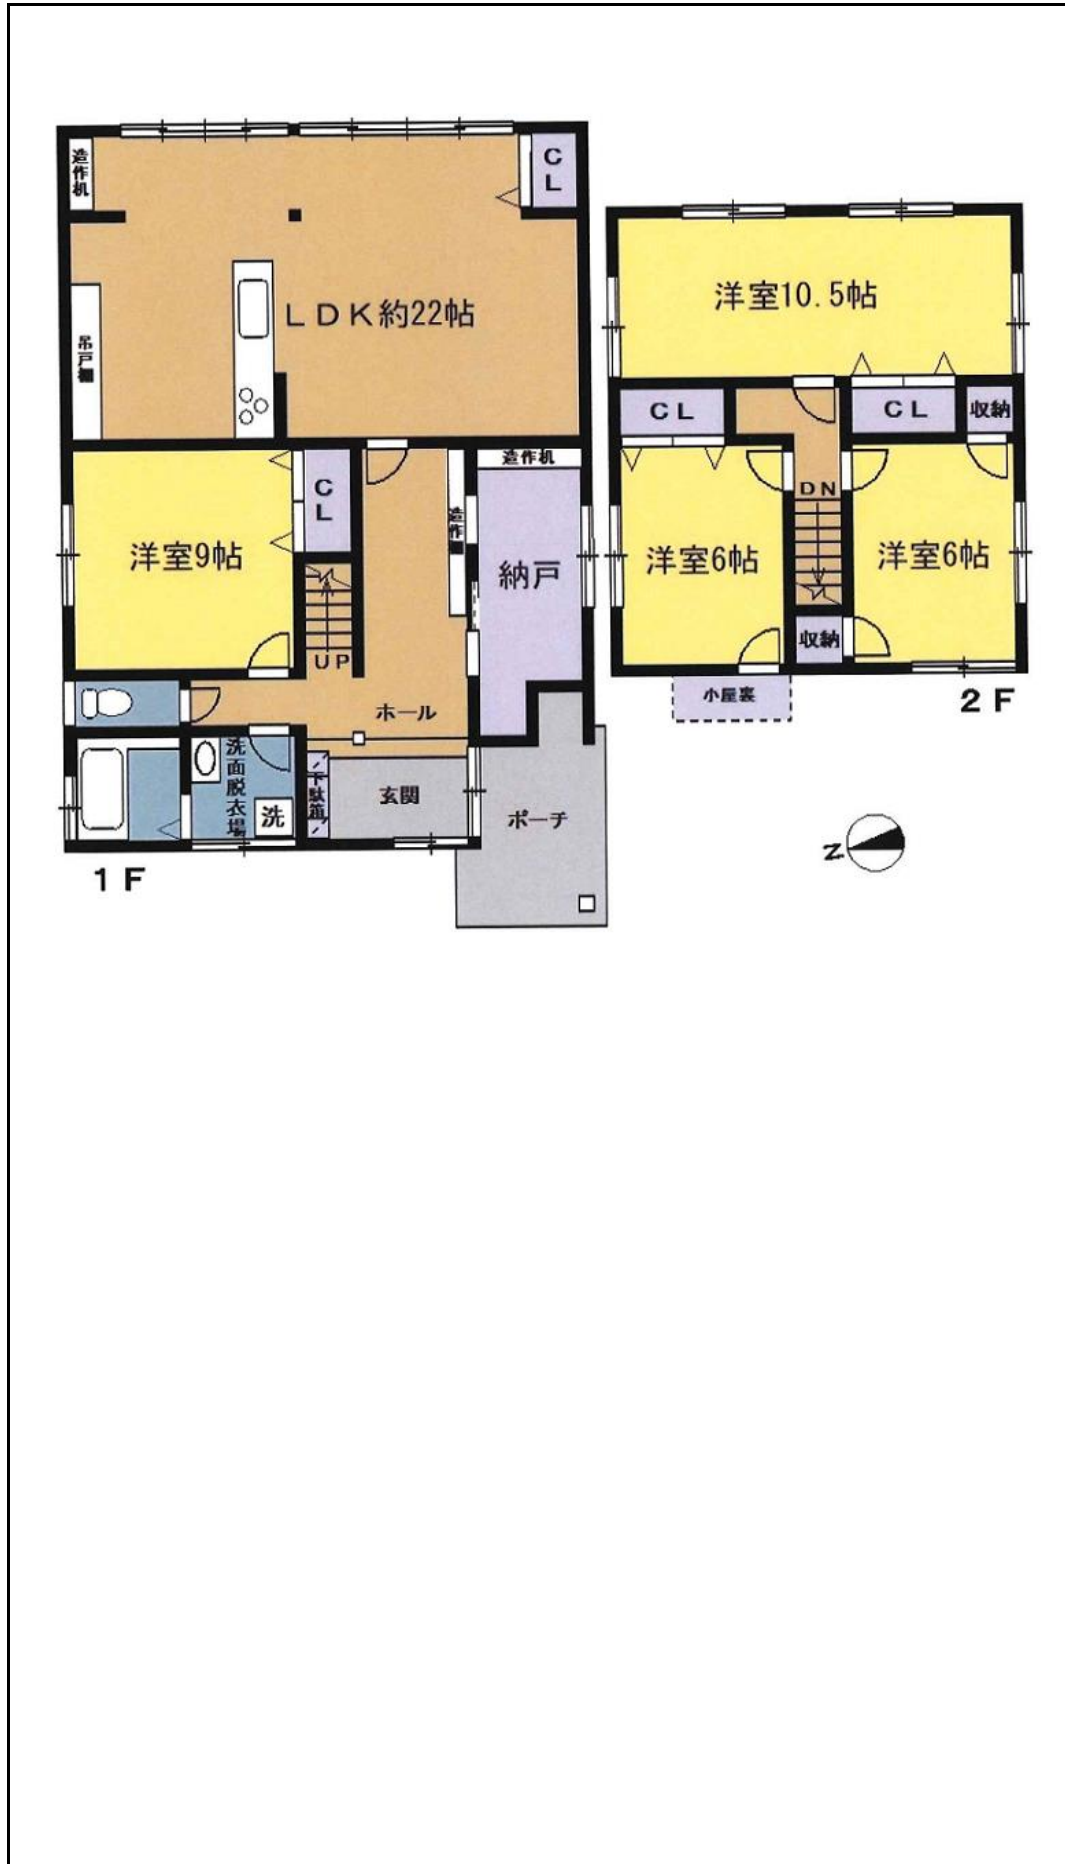 造作机
CL
LDK約22帖
吊戸棚
洋室9帖
CL
UP
造作棚
造作机
納戸
ホール
洗面脱衣場
洗
下駄箱
玄関
ポーチ
1F
洋室10.5帖
CL
CL
収納
DN
洋室6帖
洋室6帖
収納
小屋裏
2F
N